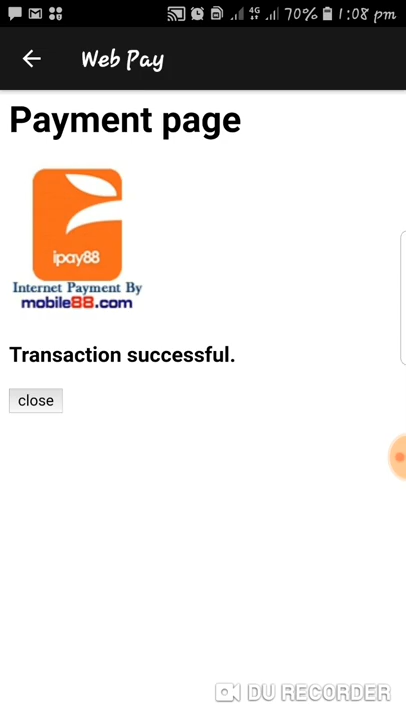 4G 70% 1:08 pm
Web Pay
Payment page
ipay88
Internet Payment By
mobile88.com
Transaction successful.
close
DU RECORDER